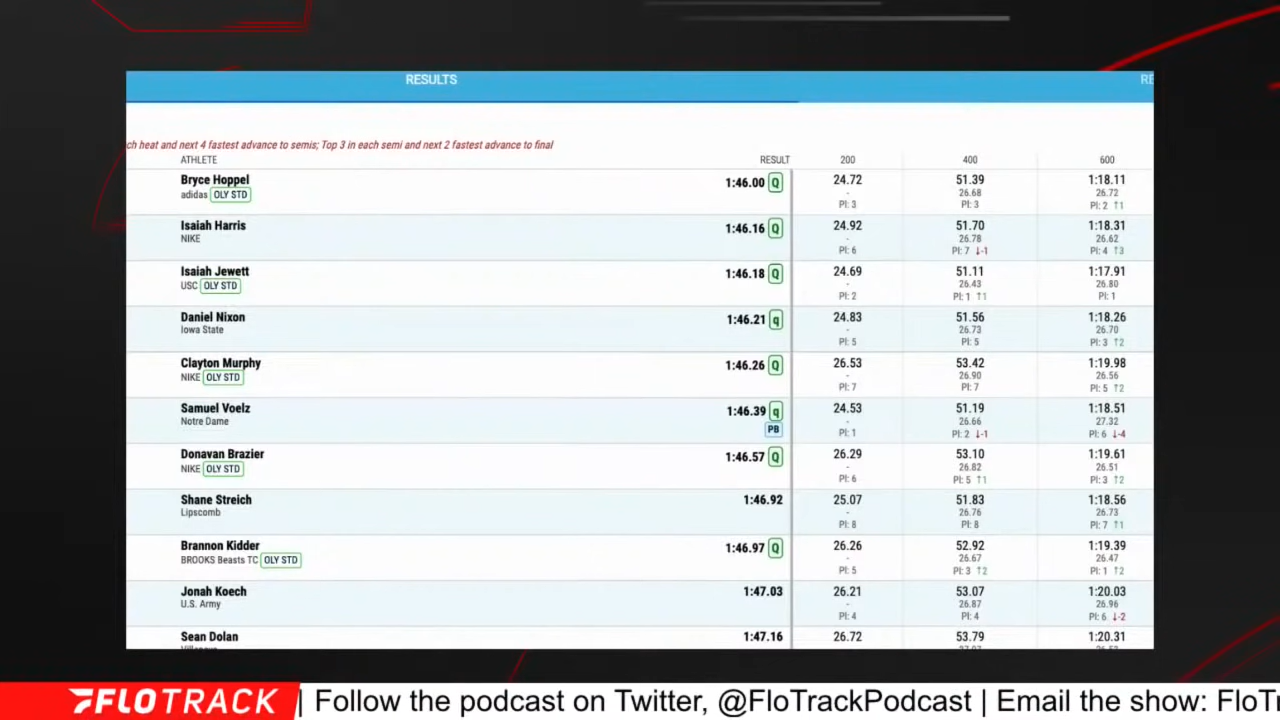 RESULTS RE
ch heat and next 4 fastest advance to semis; Top 3 in each semi and next 2 fastest advance to final
ATHLETE RESULT 200 400 600
Bryce Hoppel 1:46.00 Q 24.72 51.39 1:18.11
adidas OLY STD - 26.68 26.72
Pl: 3 Pl: 3 Pl: 2 ↑1
Isaiah Harris 1:46.16 Q 24.92 51.70 1:18.31
NIKE - 26.78 26.62
Pl: 6 Pl: 7 ↓-1 Pl: 4 ↑3
Isaiah Jewett 1:46.18 Q 24.69 51.11 1:17.91
USC OLY STD - 26.43 26.80
Pl: 2 Pl: 1 ↑1 Pl: 1
Daniel Nixon 1:46.21 q 24.83 51.56 1:18.26
Iowa State - 26.73 26.70
Pl: 5 Pl: 5 Pl: 3 ↑2
Clayton Murphy 1:46.26 Q 26.53 53.42 1:19.98
NIKE OLY STD - 26.90 26.56
Pl: 7 Pl: 7 Pl: 5 ↑2
Samuel Voelz 1:46.39 q 24.53 51.19 1:18.51
Notre Dame PB - 26.66 27.32
Pl: 1 Pl: 2 ↓-1 Pl: 6 ↓-4
Donavan Brazier 1:46.57 Q 26.29 53.10 1:19.61
NIKE OLY STD - 26.82 26.51
Pl: 6 Pl: 5 ↑1 Pl: 3 ↑2
Shane Streich 1:46.92 25.07 51.83 1:18.56
Lipscomb - 26.76 26.73
Pl: 8 Pl: 8 Pl: 7 ↑1
Brannon Kidder 1:46.97 Q 26.26 52.92 1:19.39
BROOKS Beasts TC OLY STD - 26.67 26.47
Pl: 5 Pl: 3 ↑2 Pl: 1 ↑2
Jonah Koech 1:47.03 26.21 53.07 1:20.03
U.S. Army - 26.87 26.96
Pl: 4 Pl: 4 Pl: 6 ↓-2
Sean Dolan 1:47.16 26.72 53.79 1:20.31
FLOTRACK | Follow the podcast on Twitter, @FloTrackPodcast | Email the show: FloT